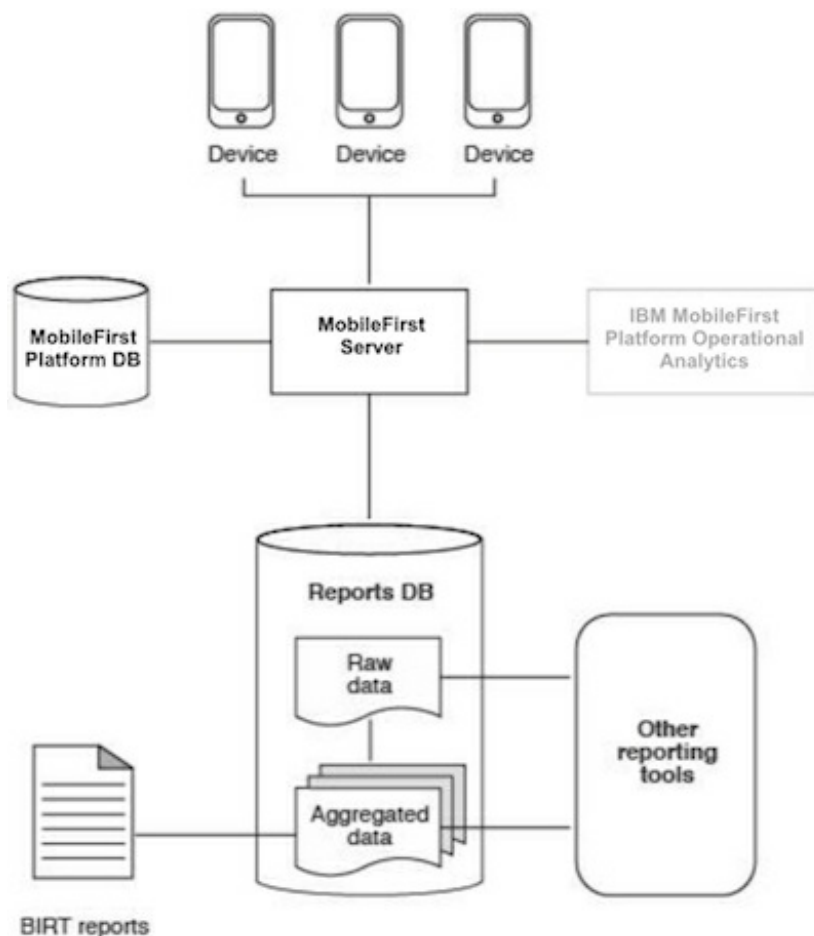 Device
Device
Device
MobileFirst
Platform DB
MobileFirst
Server
IBM MobileFirst
Platform Operational
Analytics
Reports DB
Raw
data
Other
reporting
tools
Aggregated
data
BIRT reports